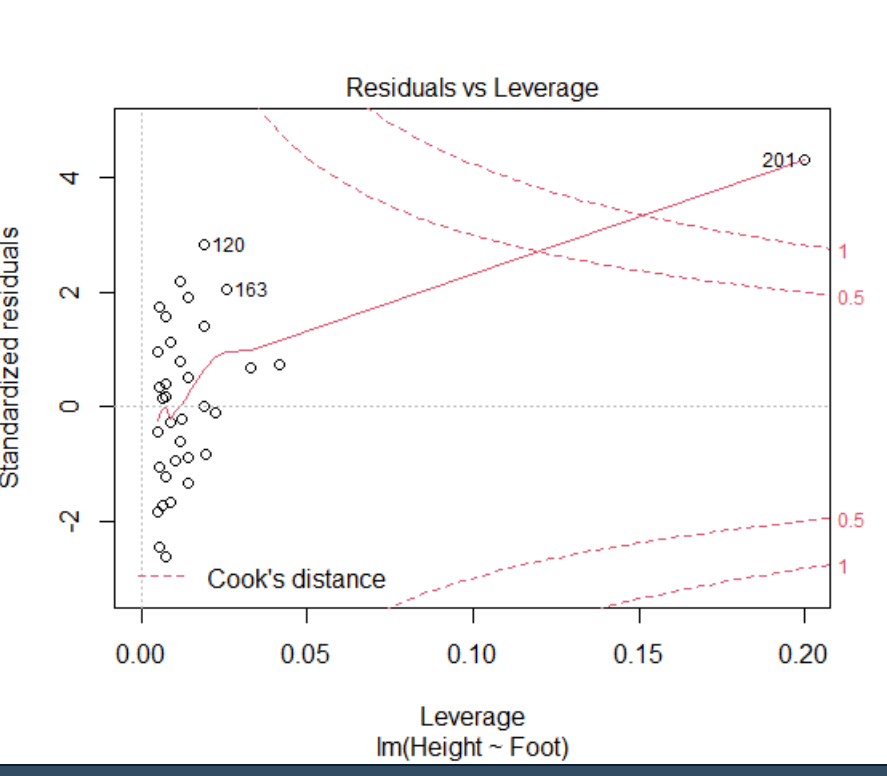 Residuals vs Leverage
Standardized residuals
4
2
0
-2
201
120
163
1
0.5
0.5
1
Cook's distance
0.00 0.05 0.10 0.15 0.20
Leverage
lm(Height ~ Foot)